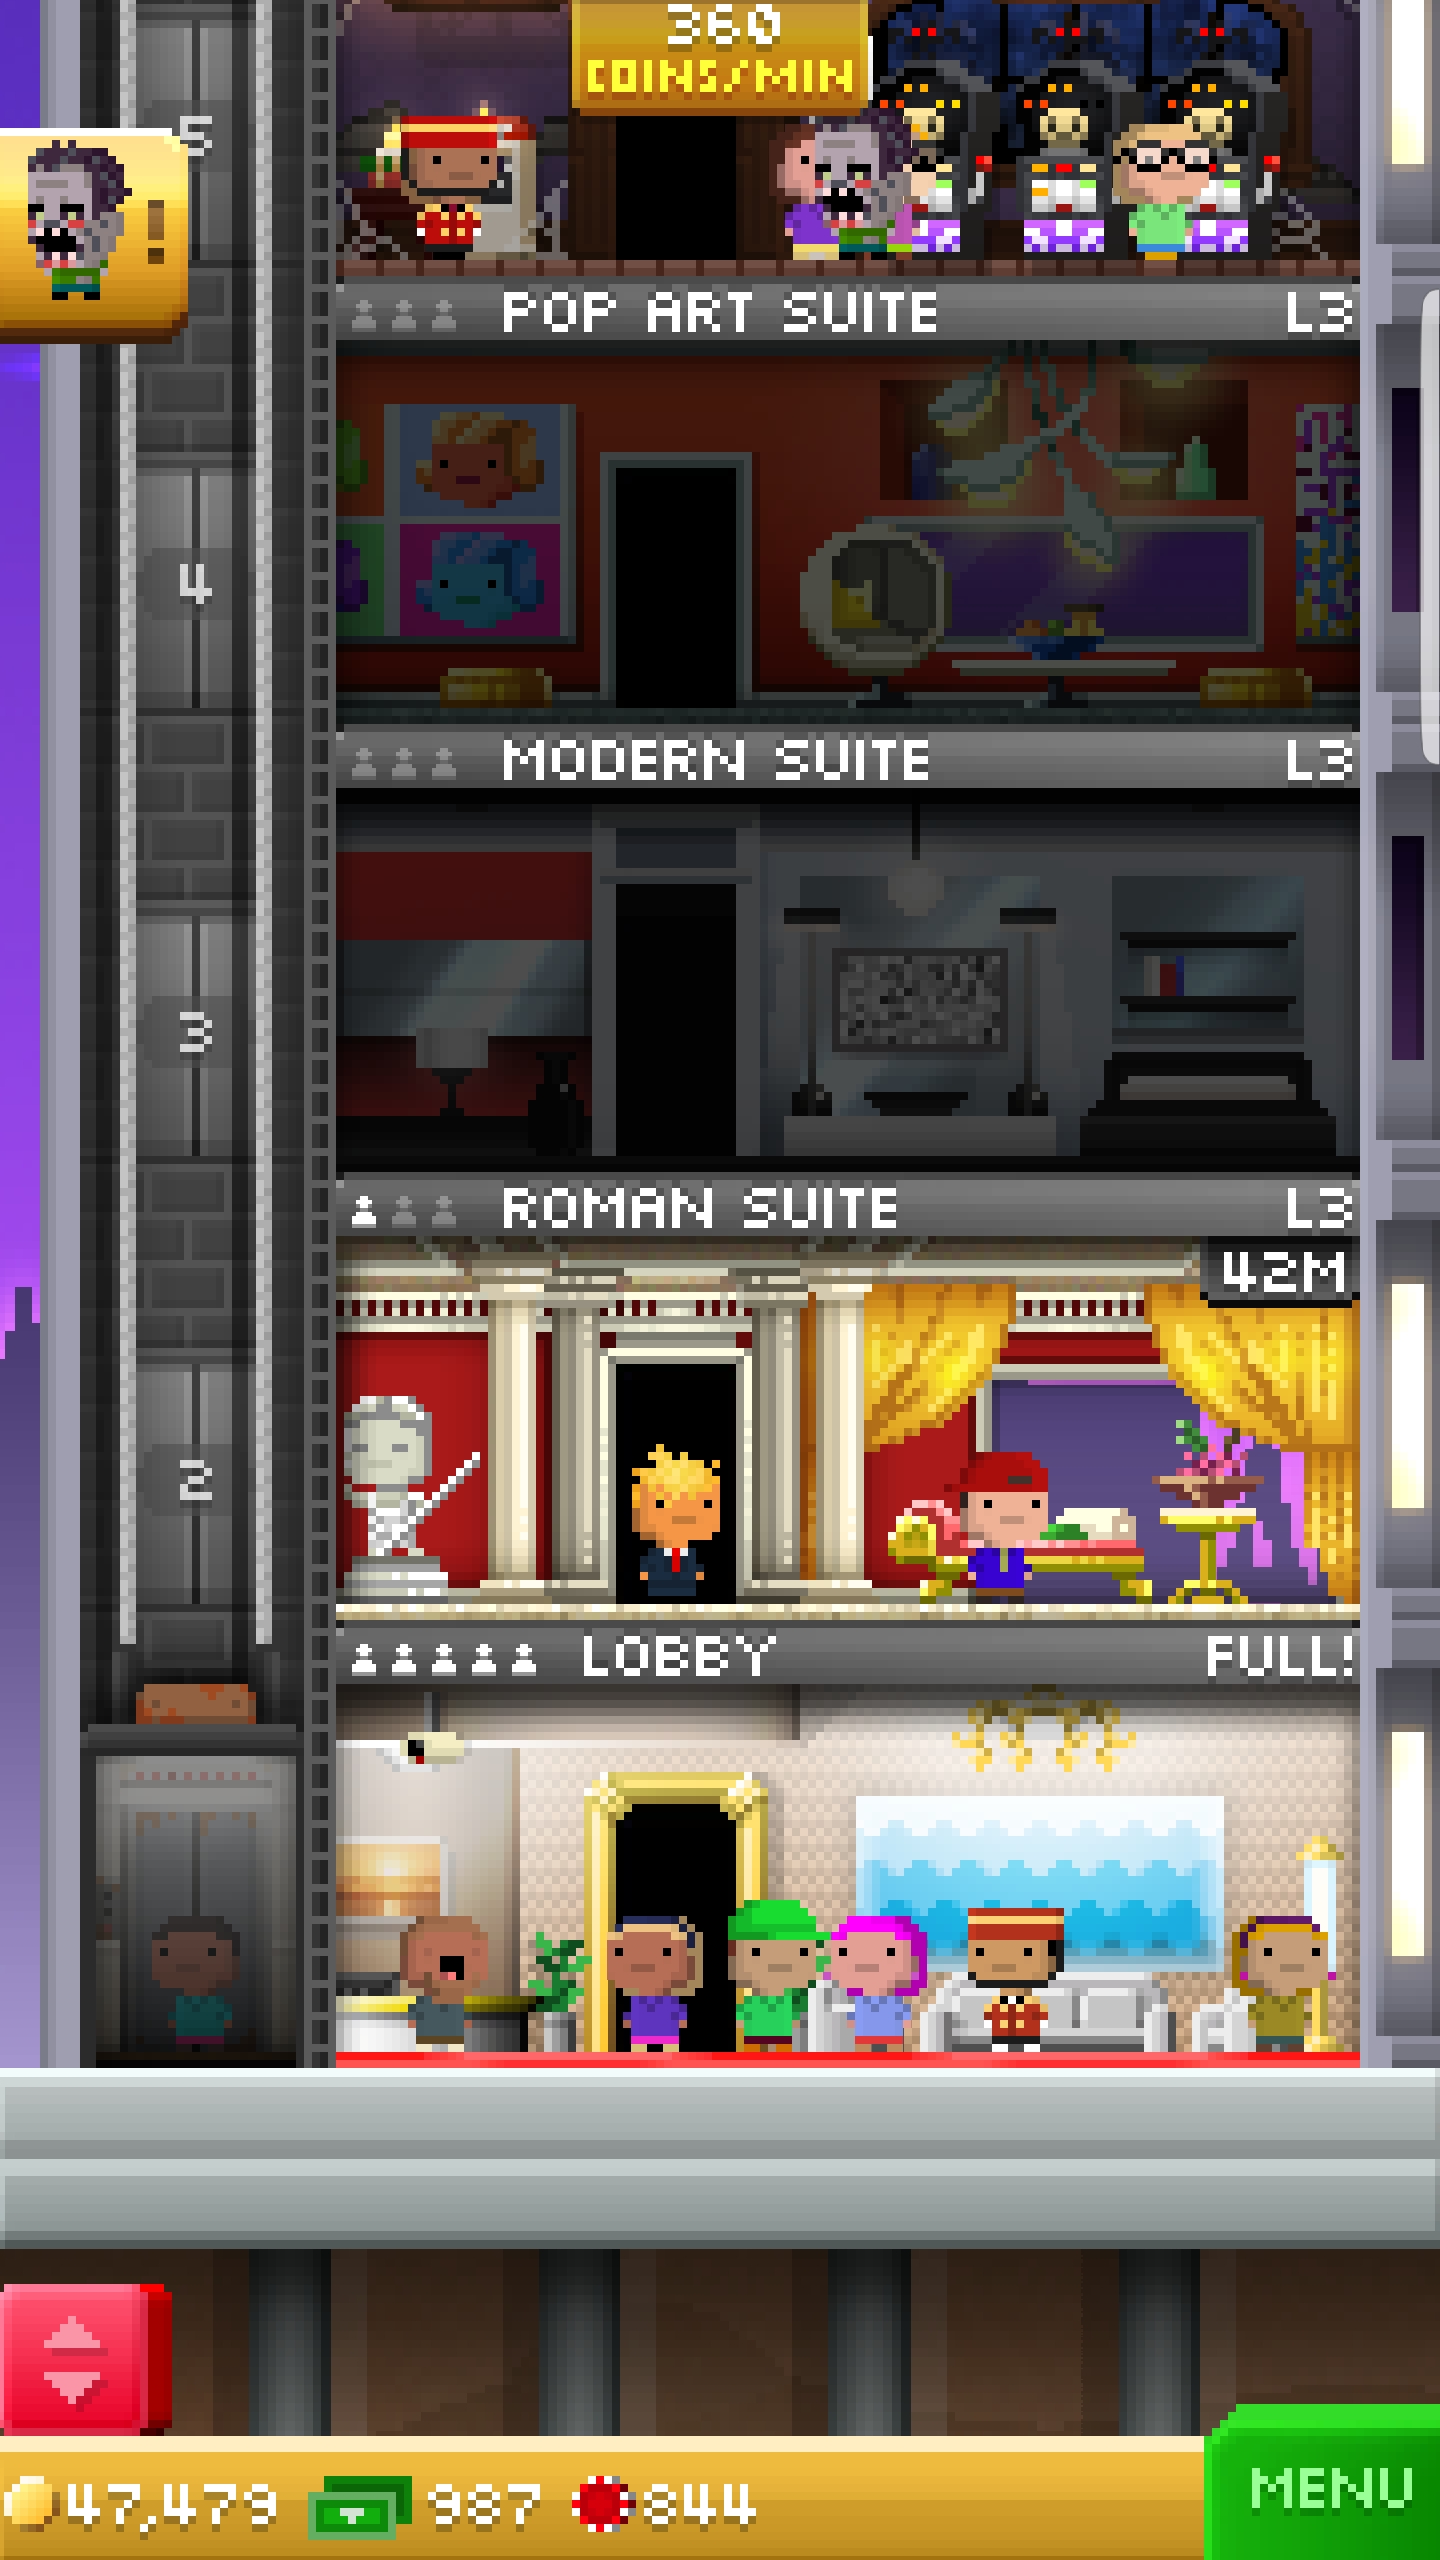 360
COINS/MIN
5
!
POP ART SUITE L3
4
MODERN SUITE L3
3
ROMAN SUITE L3
42M
2
LOBBY FULL!
47,479 987 844
MENU